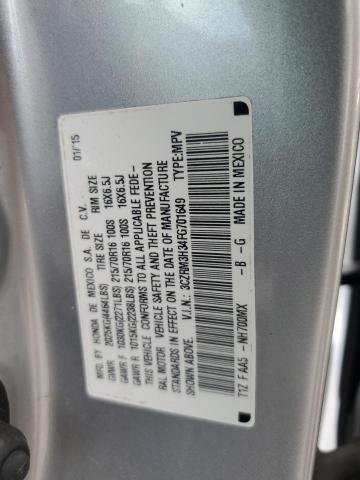 MFD BY HONDA DE MEXICO S.A. DE C.V. 01/15
GVWR 2025KG(4464LBS) TIRE SIZE RIM SIZE
GAWR F 1030KG(2271LBS) 215/70R16 100S 16X6.5J
GAWR R 1015KG(2238LBS) 215/70R16 100S 16X6.5J
THIS VEHICLE CONFORMS TO ALL APPLICABLE FEDE-
RAL MOTOR VEHICLE SAFETY AND THEFT PREVENTION
STANDARDS IN EFFECT ON THE DATE OF MANUFACTURE
SHOWN ABOVE.
V.I.N.: 3CZRM3H34FG701649 TYPE:MPV
T1Z F AA5 -NH700MX -B -G MADE IN MEXICO